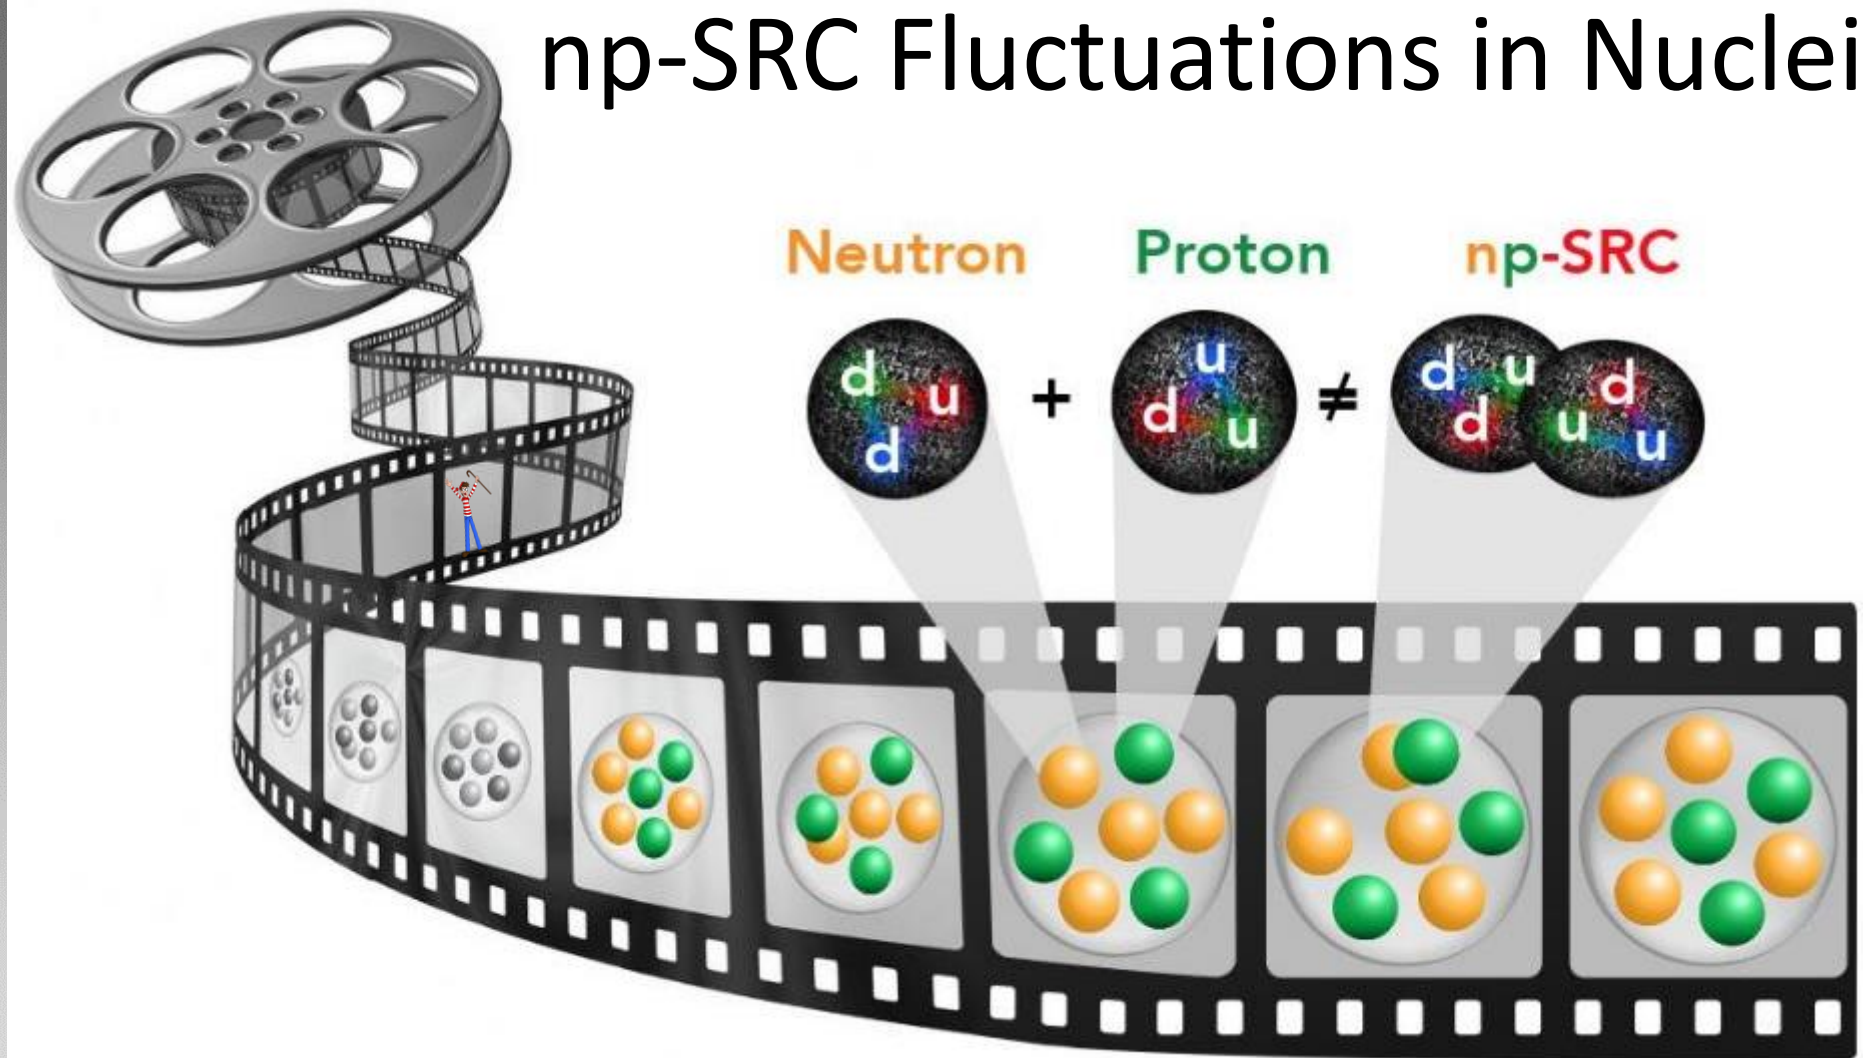 np-SRC Fluctuations in Nuclei
Neutron Proton np-SRC
d u d + u d u ≠ d u d d u u